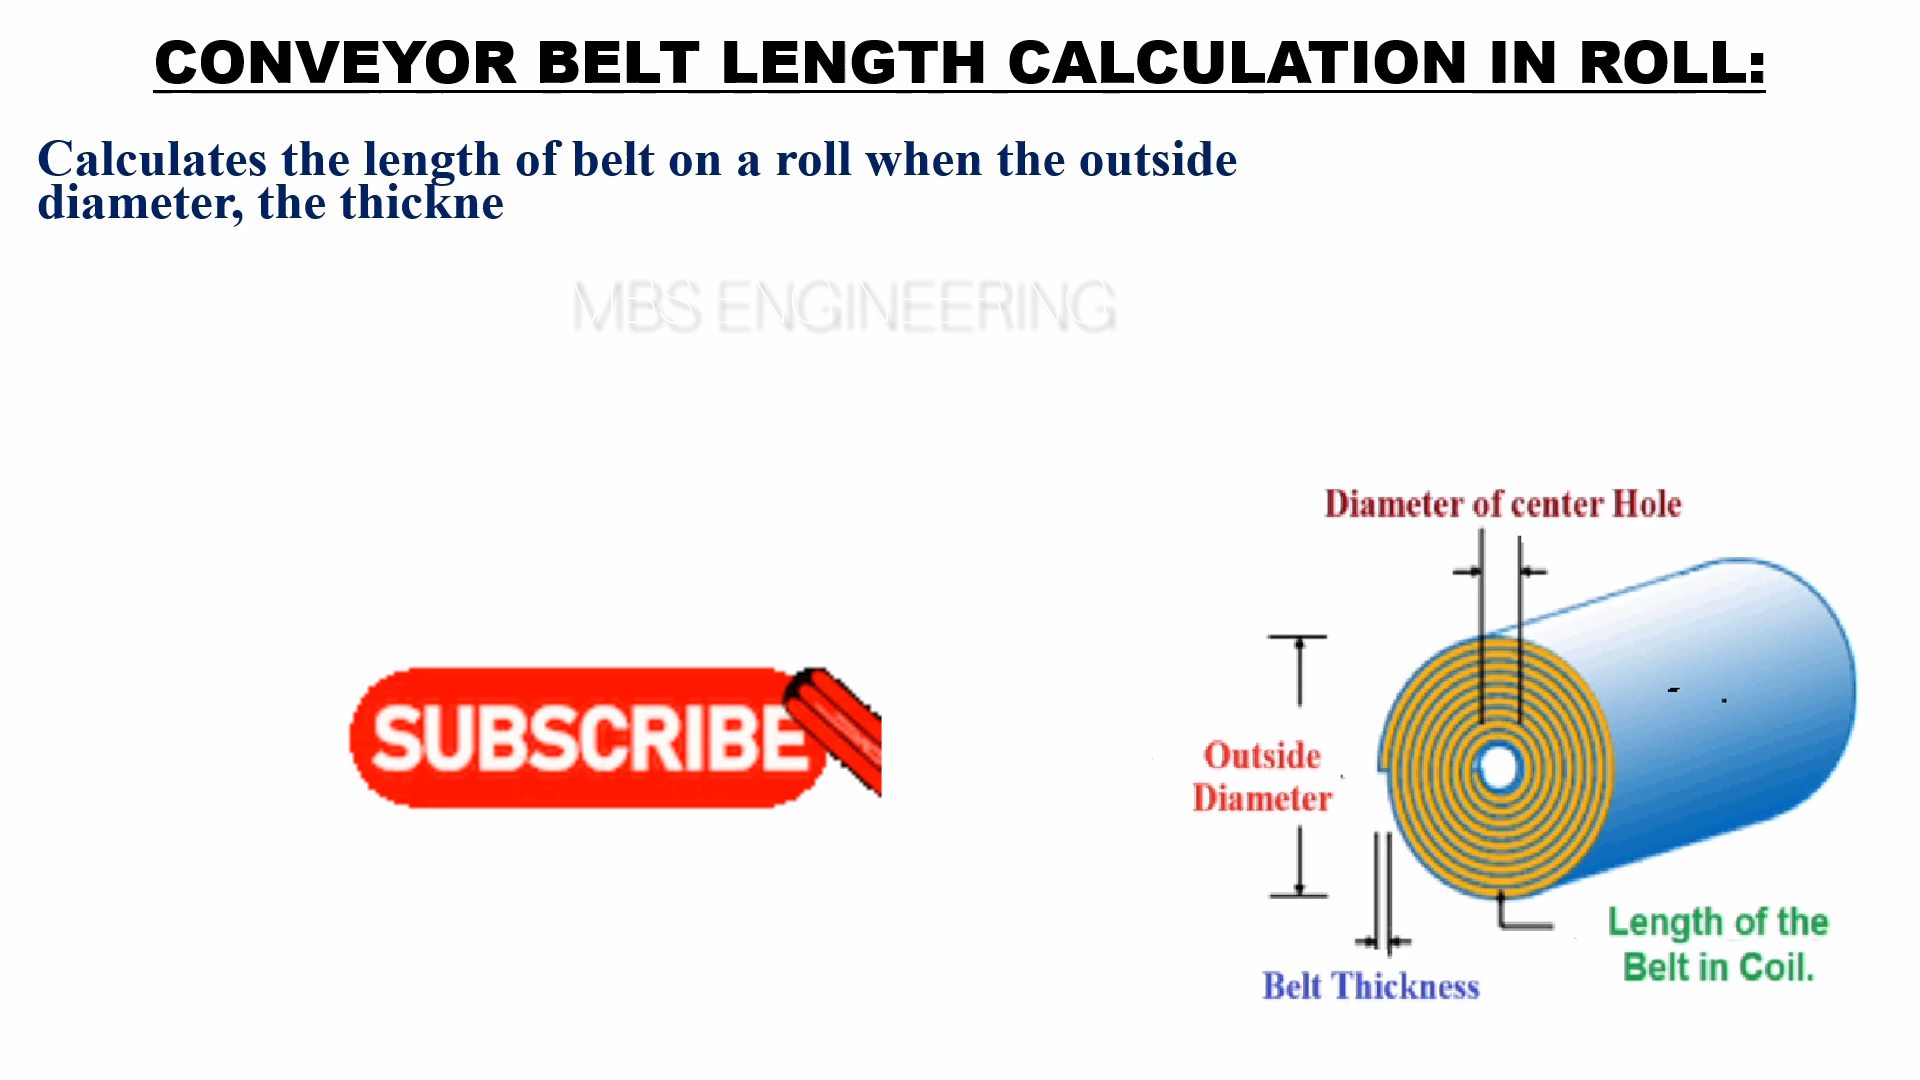 CONVEYOR BELT LENGTH CALCULATION IN ROLL:
Calculates the length of belt on a roll when the outside
diameter, the thickne
MBS ENGINEERING
Diameter of center Hole
SUBSCRIBE
Outside
Diameter
Length of the
Belt in Coil.
Belt Thickness